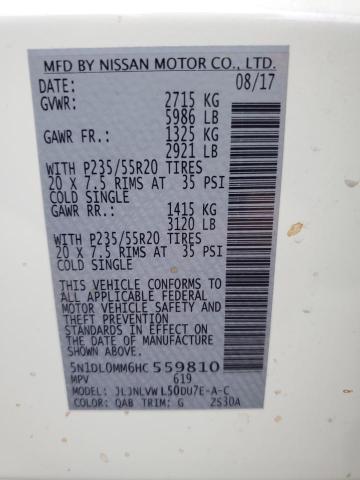 MFD BY NISSAN MOTOR CO., LTD.
DATE: 08/17
GVWR: 2715 KG
5986 LB
GAWR FR.: 1325 KG
2921 LB
WITH P235/55R20 TIRES
20 X 7.5 RIMS AT 35 PSI
COLD SINGLE
GAWR RR.: 1415 KG
3120 LB
WITH P235/55R20 TIRES
20 X 7.5 RIMS AT 35 PSI
COLD SINGLE
THIS VEHICLE CONFORMS TO
ALL APPLICABLE FEDERAL
MOTOR VEHICLE SAFETY AND
THEFT PREVENTION
STANDARDS IN EFFECT ON
THE DATE OF MANUFACTURE
SHOWN ABOVE.
5N1DL0MM6HC 559810
MPV 619
MODEL: JLJNLVW L50DU7E-A-C
COLOR: QAB TRIM: G 2S30A